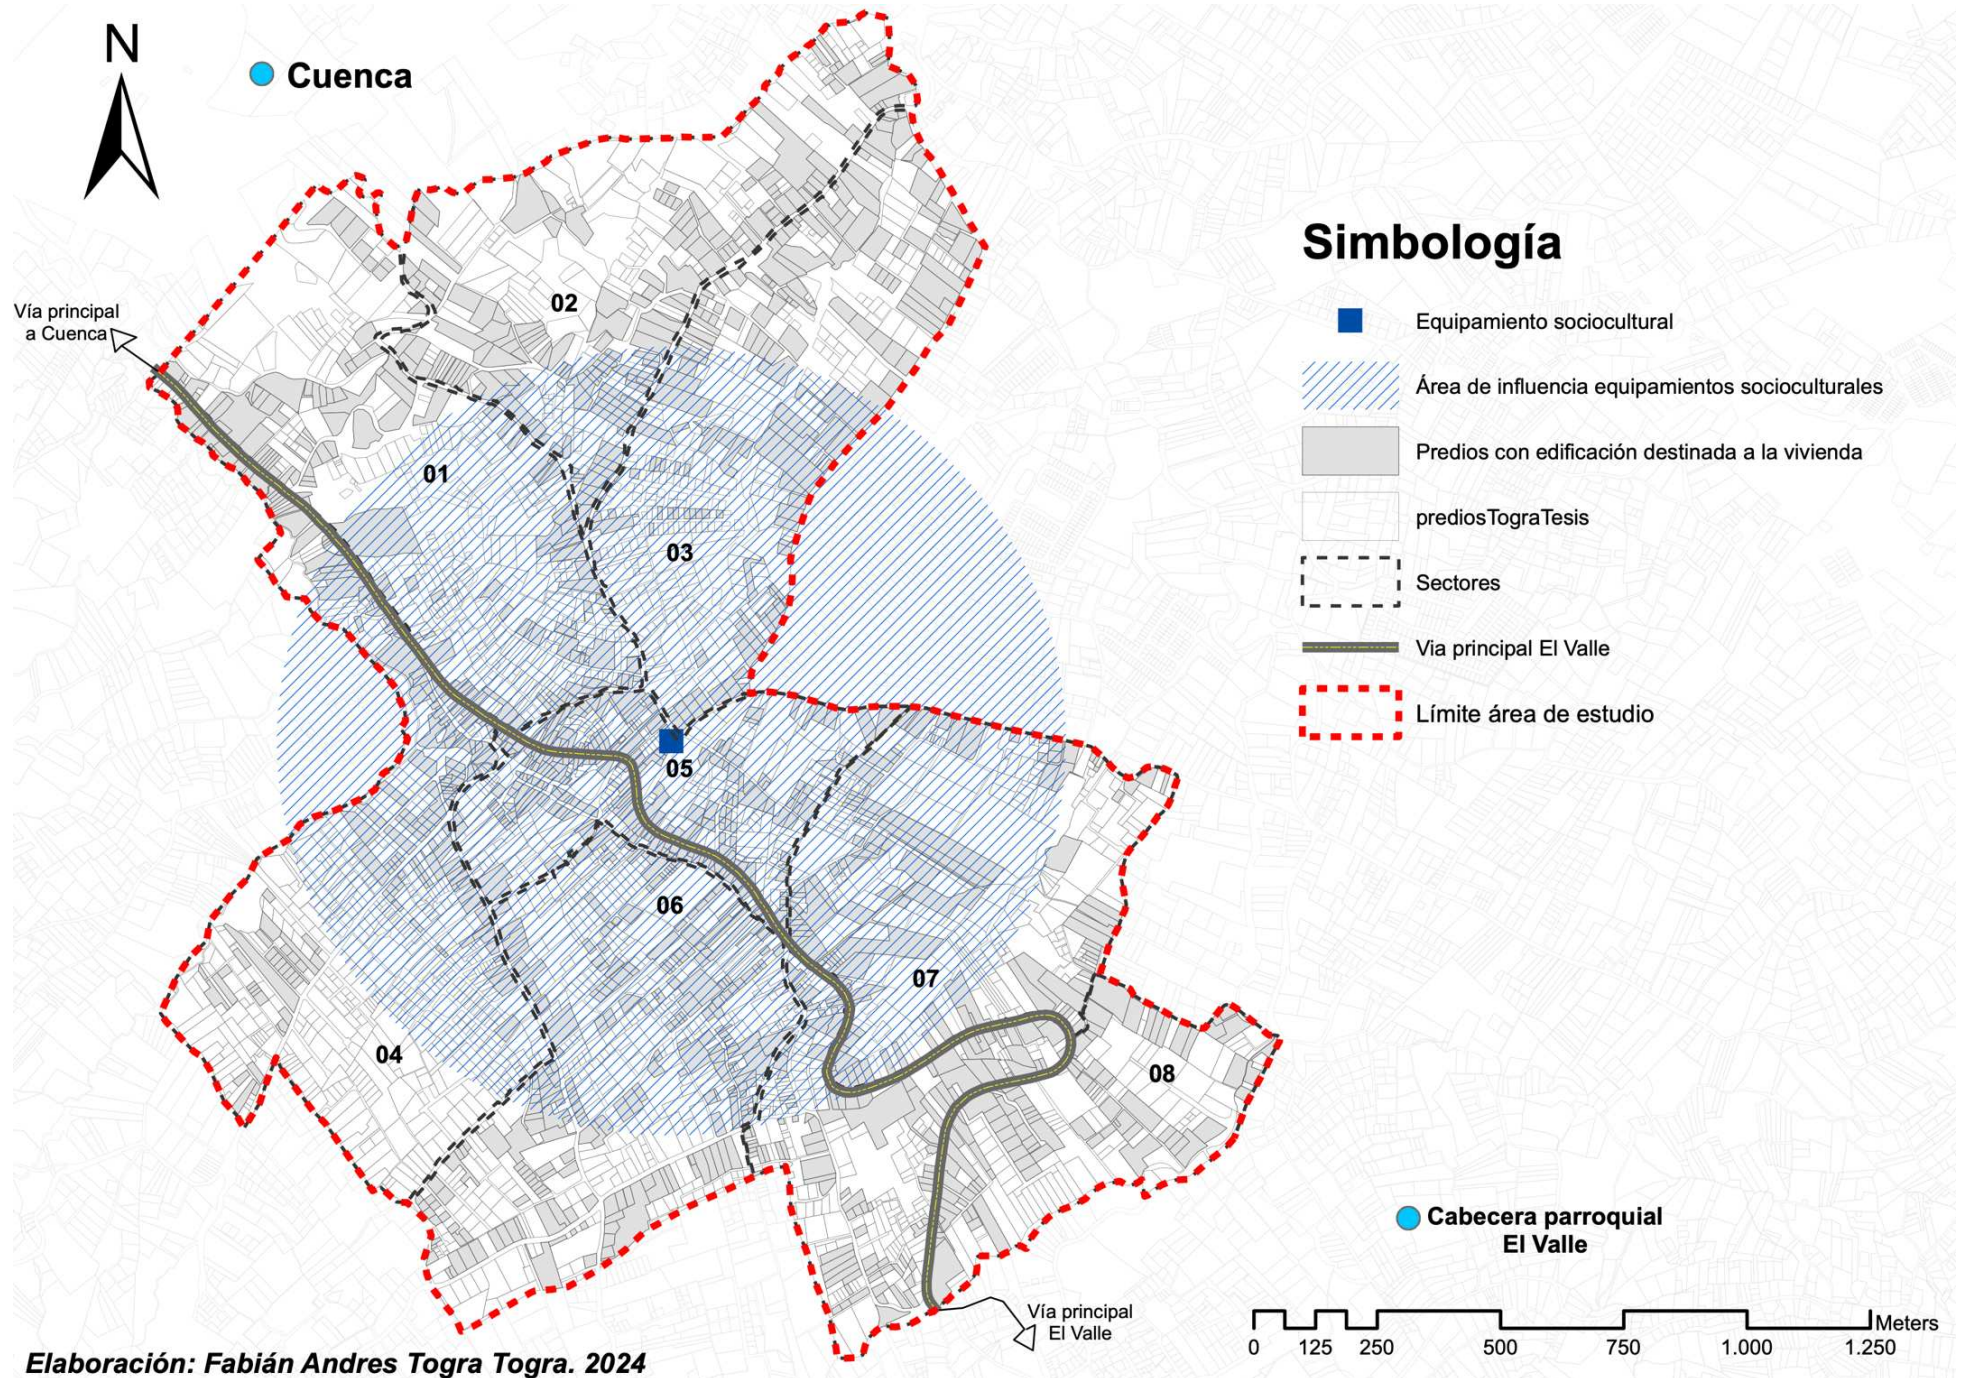 N
Cuenca
Vía principal
a Cuenca
02
01
03
05
06
07
04
08
Simbología
Equipamiento sociocultural
Área de influencia equipamientos socioculturales
Predios con edificación destinada a la vivienda
prediosTograTesis
Sectores
Via principal El Valle
Límite área de estudio
Cabecera parroquial
El Valle
Vía principal
El Valle
Meters
0 125 250 500 750 1.000 1.250
Elaboración: Fabián Andres Togra Togra. 2024